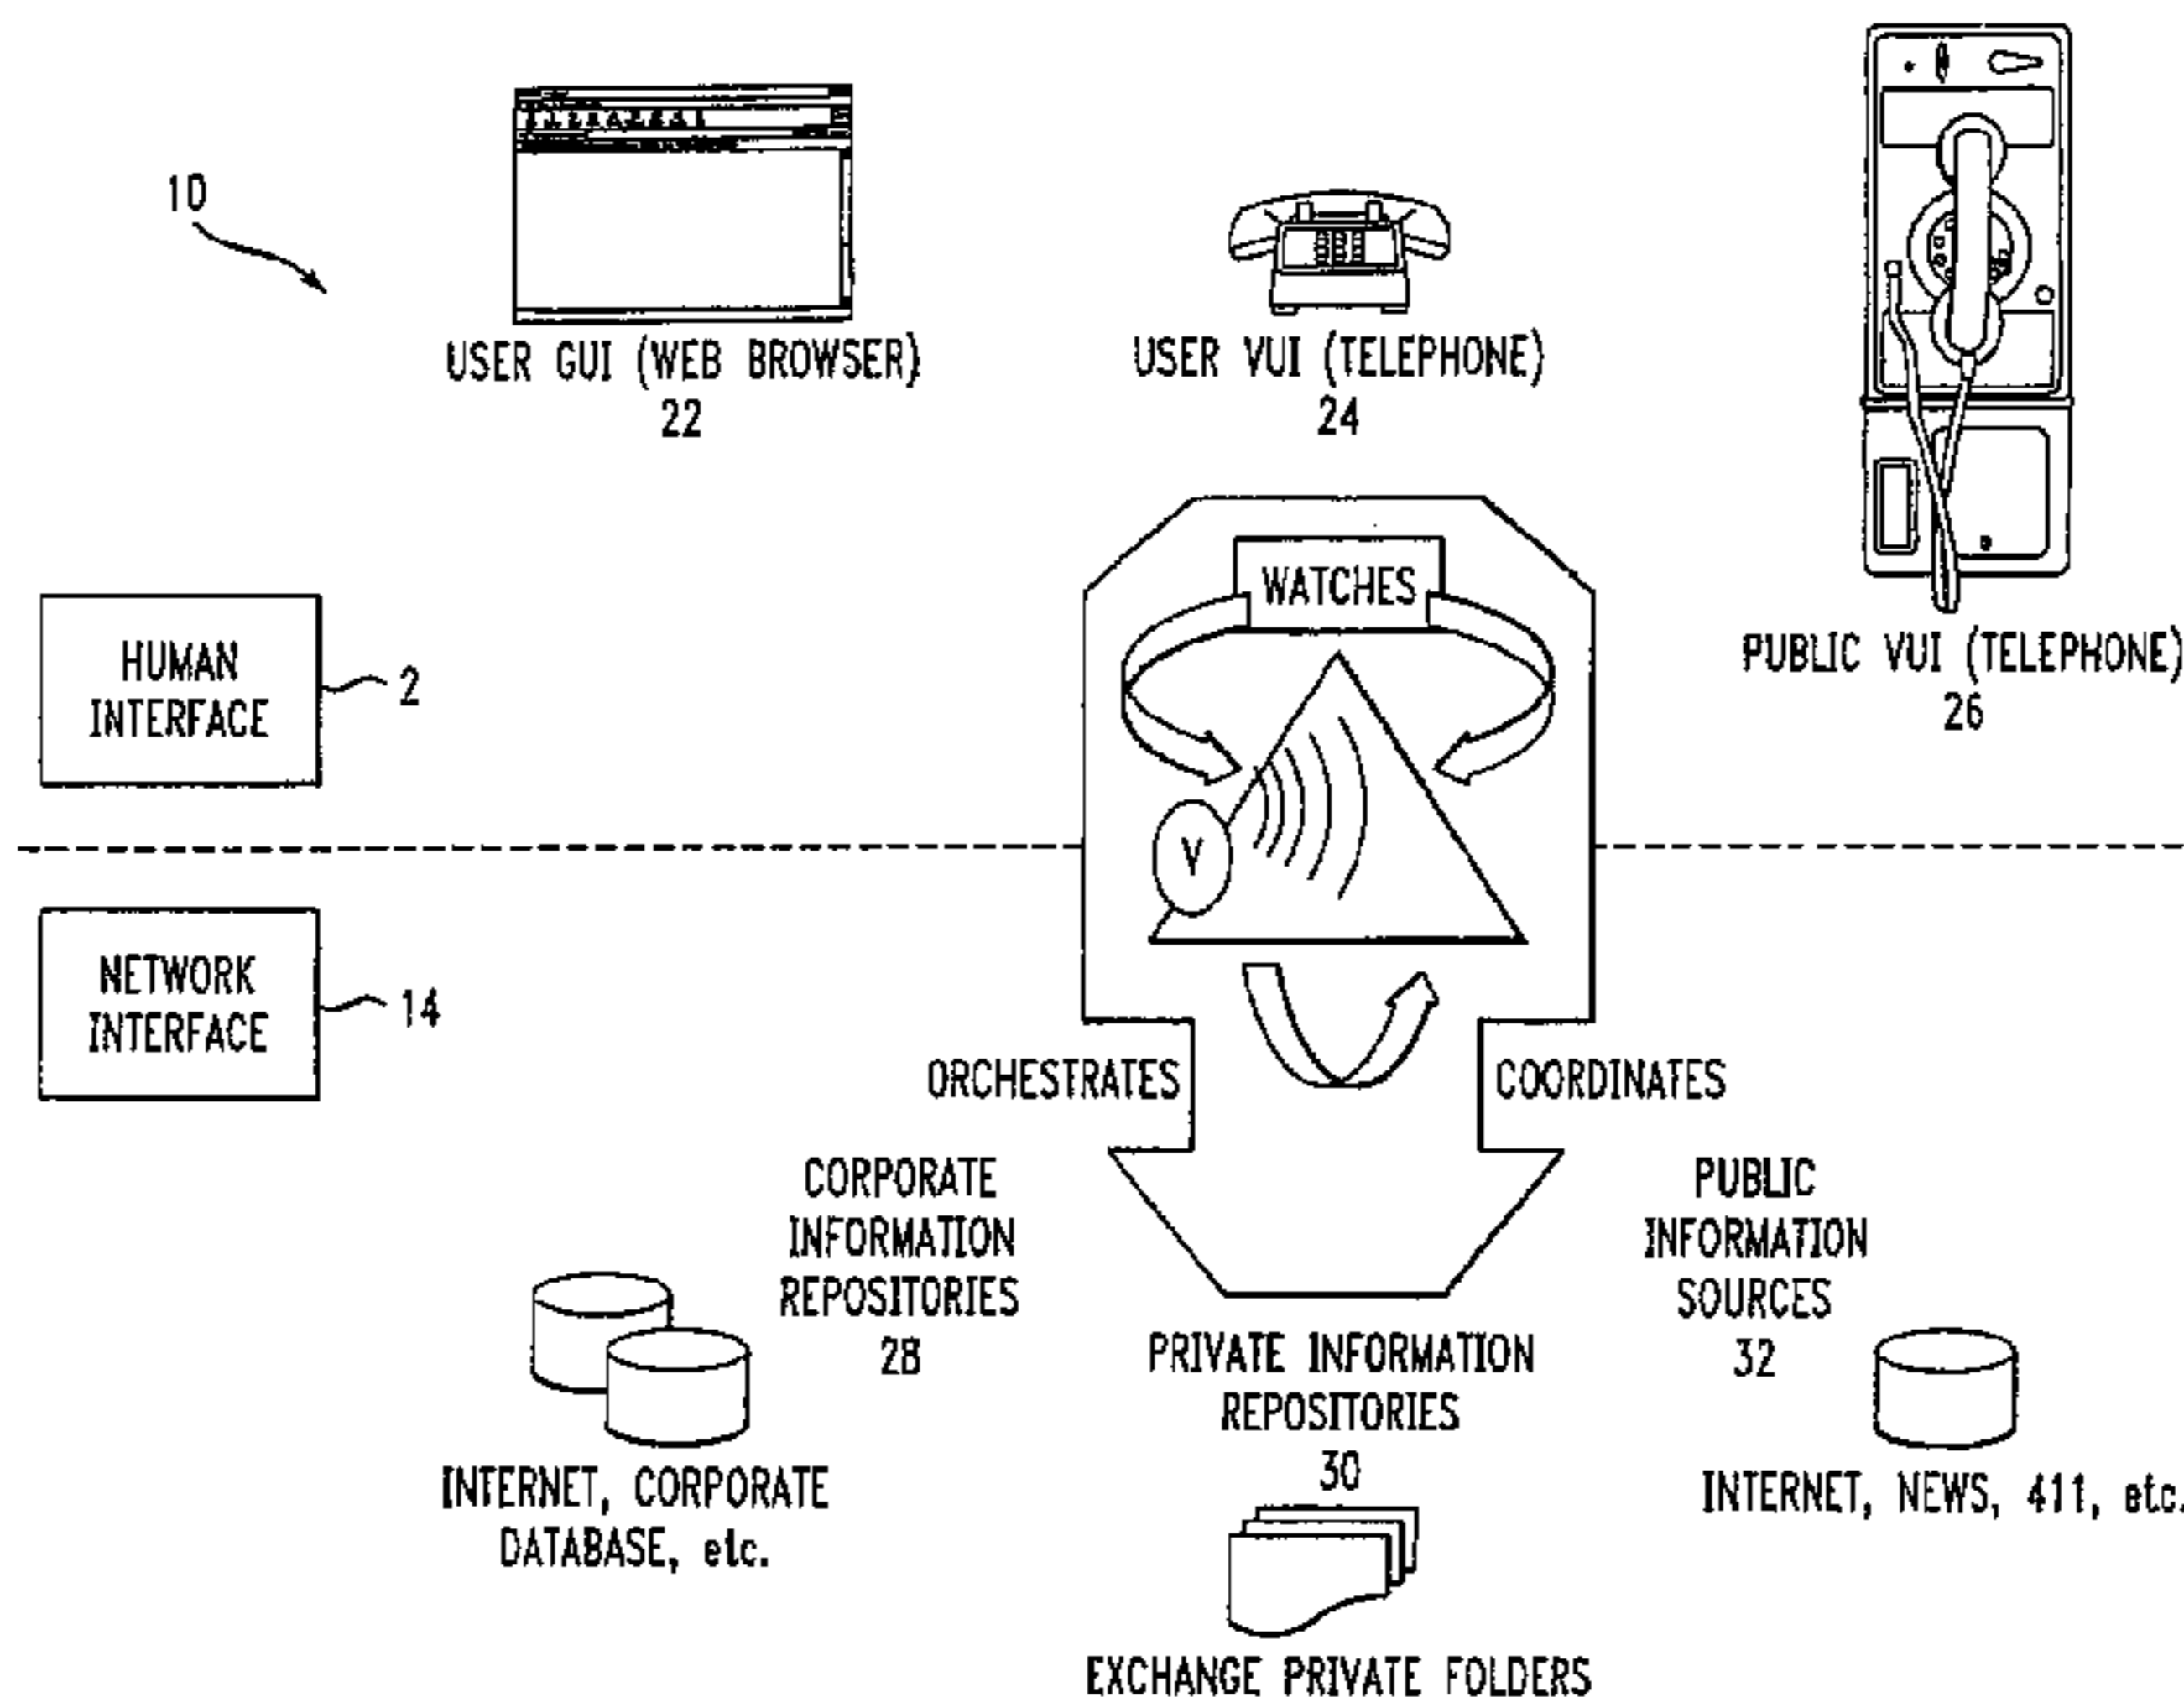 10
USER GUI (WEB BROWSER)
22
USER VUI (TELEPHONE)
24
PUBLIC VUI (TELEPHONE)
26
WATCHES
HUMAN
INTERFACE
2
V
NETWORK
INTERFACE
14
ORCHESTRATES
COORDINATES
CORPORATE
INFORMATION
REPOSITORIES
28
INTERNET, CORPORATE
DATABASE, etc.
PRIVATE INFORMATION
REPOSITORIES
30
EXCHANGE PRIVATE FOLDERS
PUBLIC
INFORMATION
SOURCES
32
INTERNET, NEWS, 411, etc.